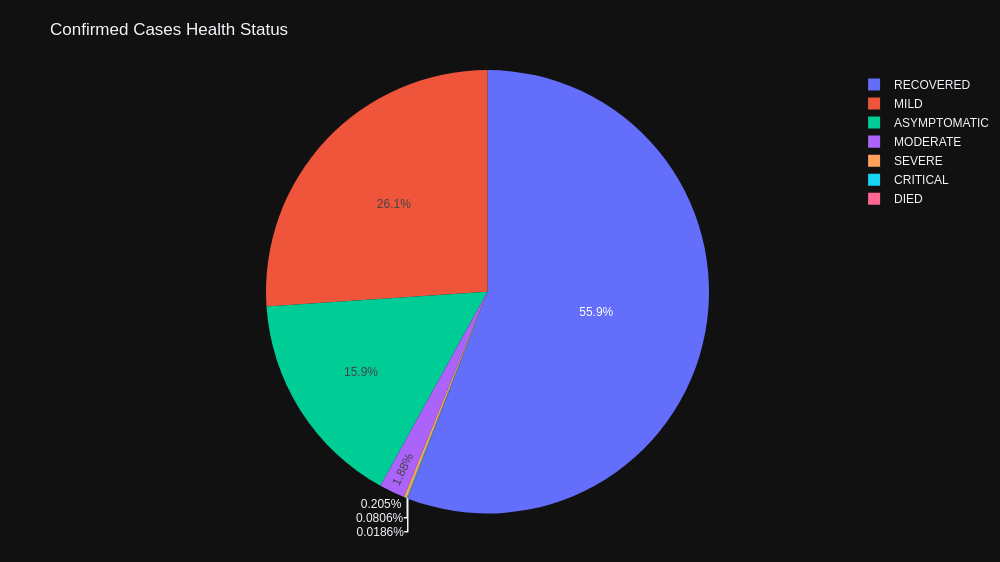 Confirmed Cases Health Status
RECOVERED
MILD
ASYMPTOMATIC
MODERATE
SEVERE
CRITICAL
DIED
26.1%
55.9%
15.9%
1.88%
0.205%
0.0806%
0.0186%